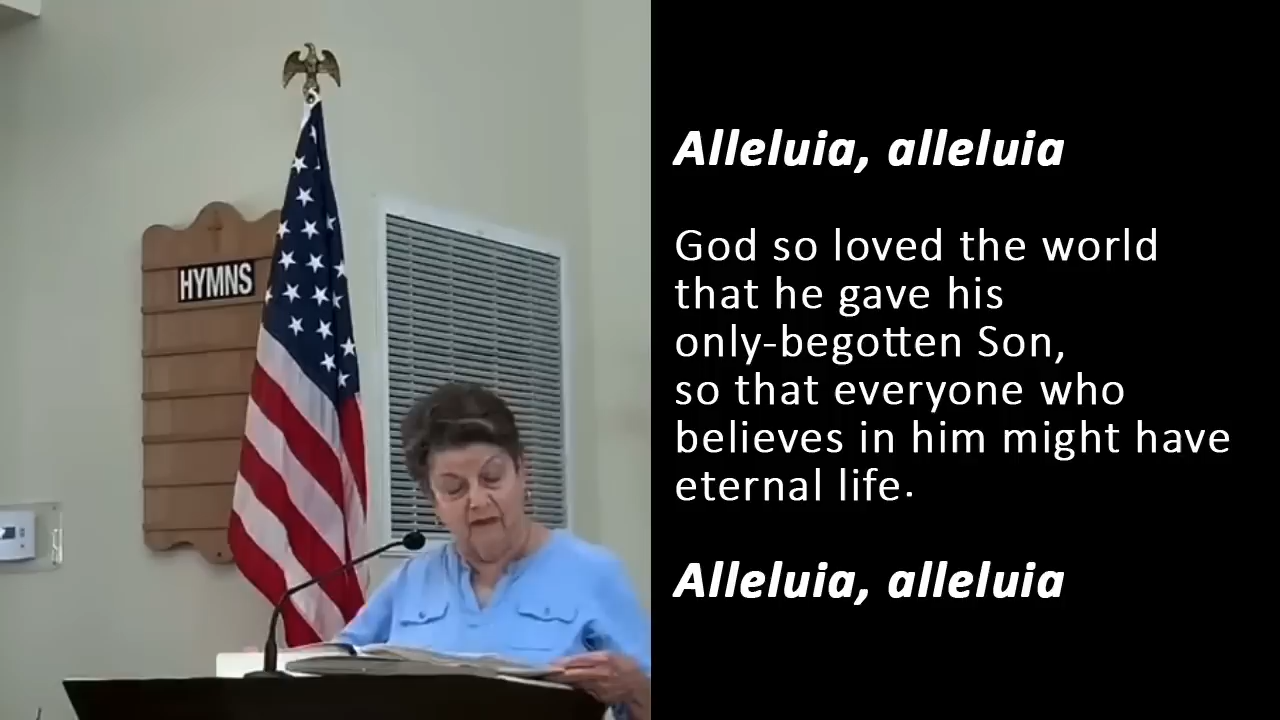 HYMNS
Alleluia, alleluia
God so loved the world
that he gave his
only-begotten Son,
so that everyone who
believes in him might have
eternal life.
Alleluia, alleluia